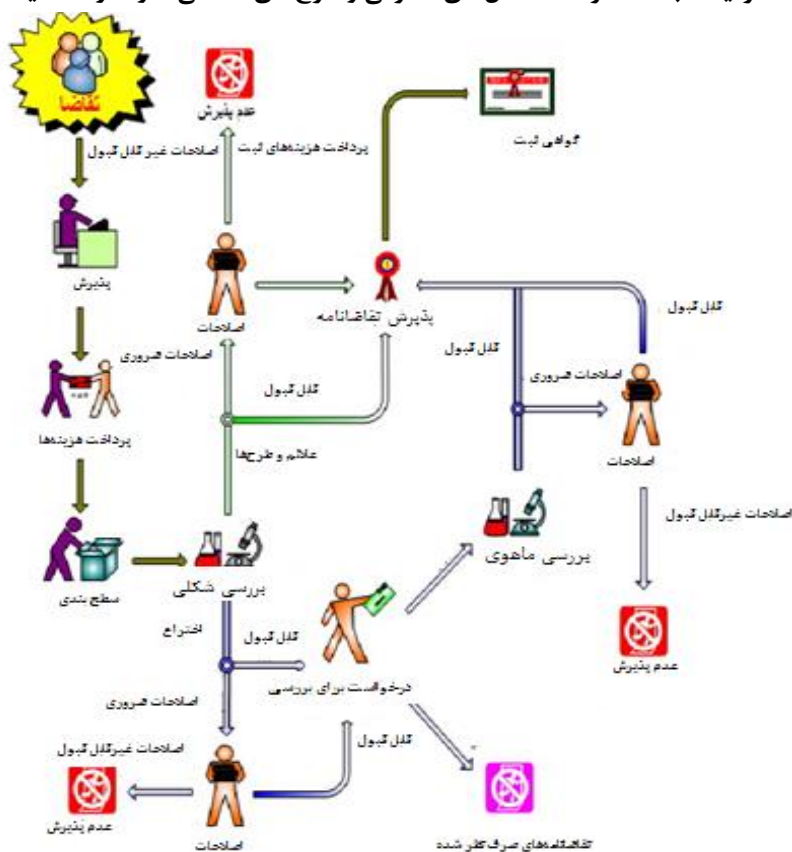 تقاضا
عدم پذیرش
گواهی ثبت
اصلاحات غیر قابل قبول
پرداخت هزینه‌های ثبت
پذیرش
اصلاحات
پذیرش تقاضانامه
قابل قبول
اصلاحات ضروری
قابل قبول
قابل قبول
اصلاحات ضروری
پرداخت هزینه‌ها
علائم و طرح‌ها
اصلاحات
اصلاحات غیرقابل قبول
بررسی ماهوی
سطح بندی
بررسی شکلی
اختراع
قابل قبول
عدم پذیرش
درخواست برای بررسی
اصلاحات ضروری
قابل قبول
اصلاحات غیرقابل قبول
عدم پذیرش
اصلاحات
تقاضانامه‌های صرف نظر شده